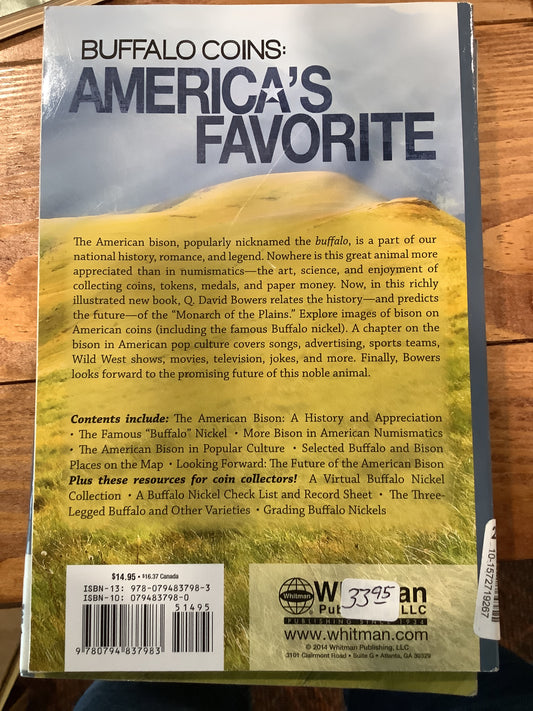 BUFFALO COINS:
AMERICA'S
FAVORITE
The American bison, popularly nicknamed the buffalo, is a part of our
national history, romance, and legend. Nowhere is this great animal more
appreciated than in numismatics—the art, science, and enjoyment of
collecting coins, tokens, medals, and paper money. Now, in this richly
illustrated new book, Q. David Bowers relates the history—and predicts
the future—of the "Monarch of the Plains." Explore images of bison on
American coins (including the famous Buffalo nickel). A chapter on the
bison in American pop culture covers songs, advertising, sports teams,
Wild West shows, movies, television, jokes, and more. Finally, Bowers
looks forward to the promising future of this noble animal.
Contents include: The American Bison: A History and Appreciation
• The Famous "Buffalo" Nickel • More Bison in American Numismatics
• The American Bison in Popular Culture • Selected Buffalo and Bison
Places on the Map • Looking Forward: The Future of the American Bison
Plus these resources for coin collectors! A Virtual Buffalo Nickel
Collection • A Buffalo Nickel Check List and Record Sheet • The Three-
Legged Buffalo and Other Varieties • Grading Buffalo Nickels
$14.95 • $16.37 Canada
ISBN-13: 978-079483798-3
ISBN-10: 079483798-0
51495
9 780794 837983
Whitman
Whitman
3395
Pub LLC
PUBLISHING SINCE 1934
www.whitman.com
© 2014 Whitman Publishing, LLC
3101 Clairmont Road • Suite G • Atlanta, GA 30329
10-1572719267